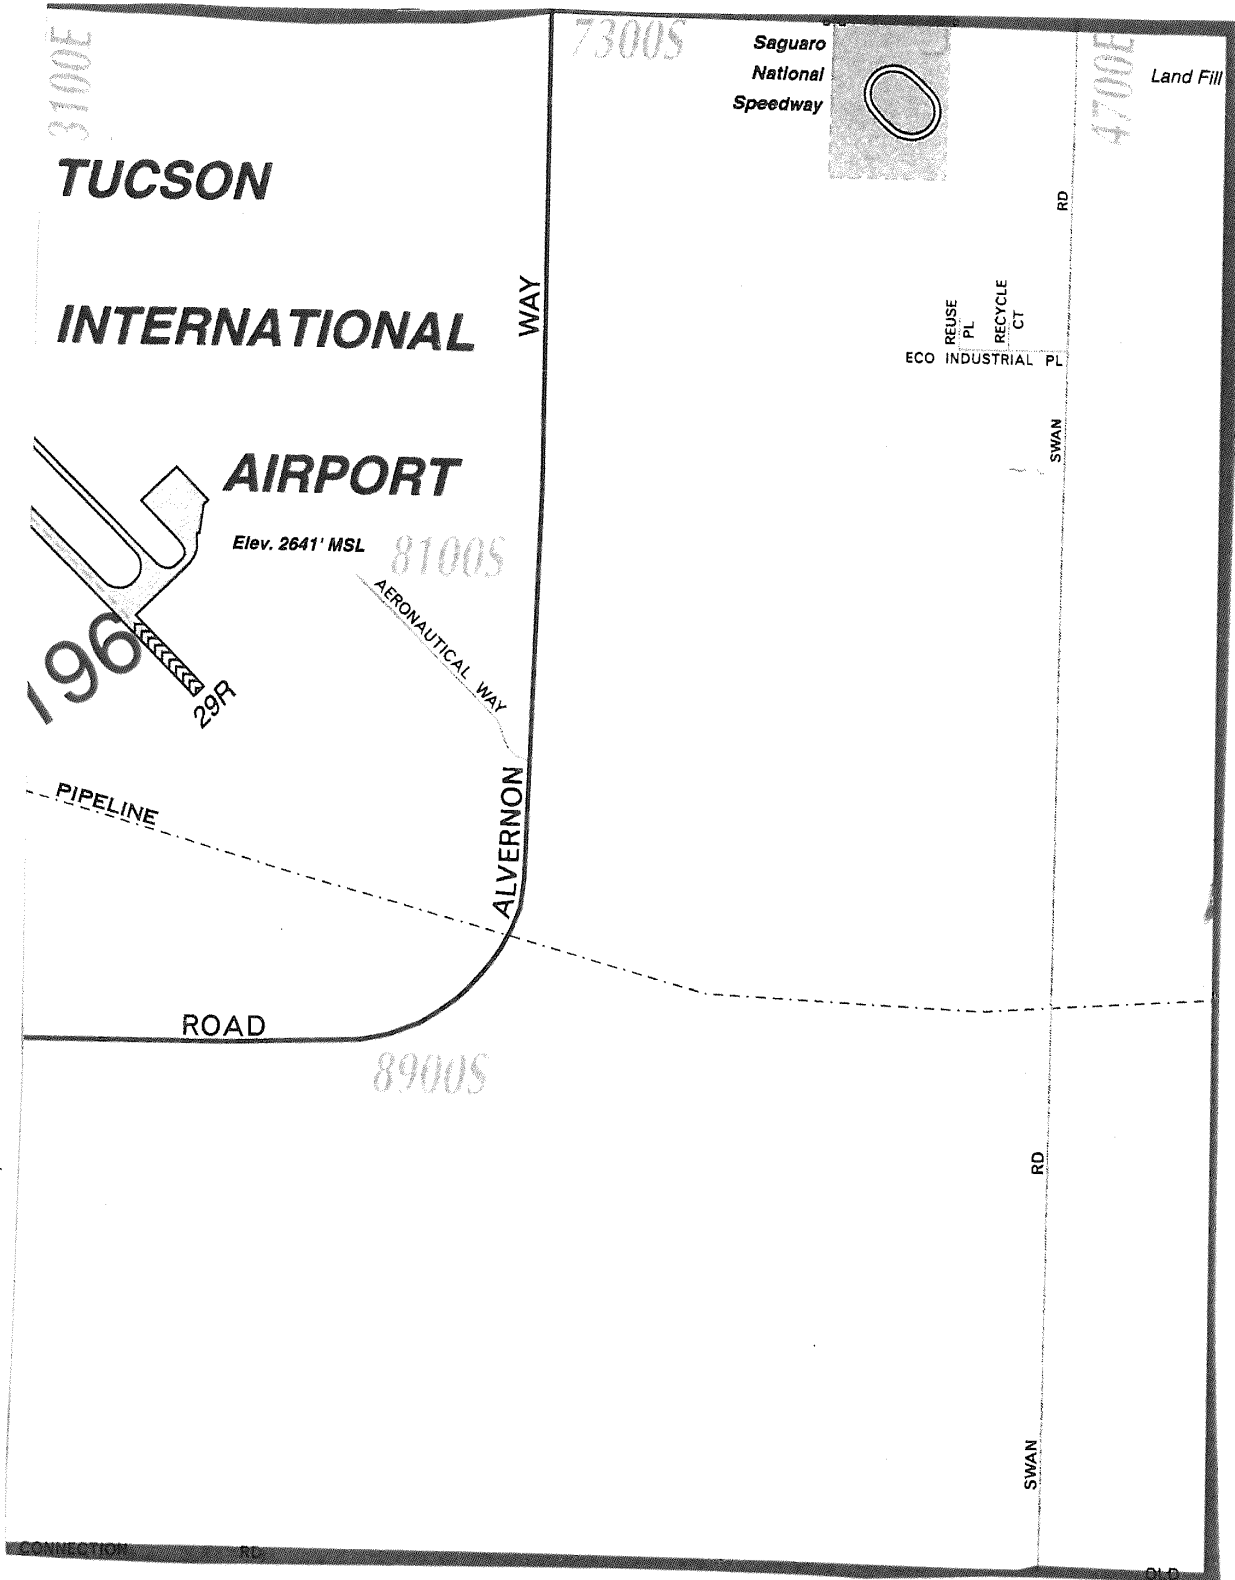 3100E
7300S
Saguaro
National
Speedway
4700E
Land Fill
TUCSON
INTERNATIONAL
AIRPORT
Elev. 2641' MSL
WAY
RD
REUSE
PL
RECYCLE
CT
ECO INDUSTRIAL PL
SWAN
8100S
AERONAUTICAL WAY
196
29R
PIPELINE
ALVERNON
ROAD
8900S
RD
SWAN
CONNECTION RD
OLD